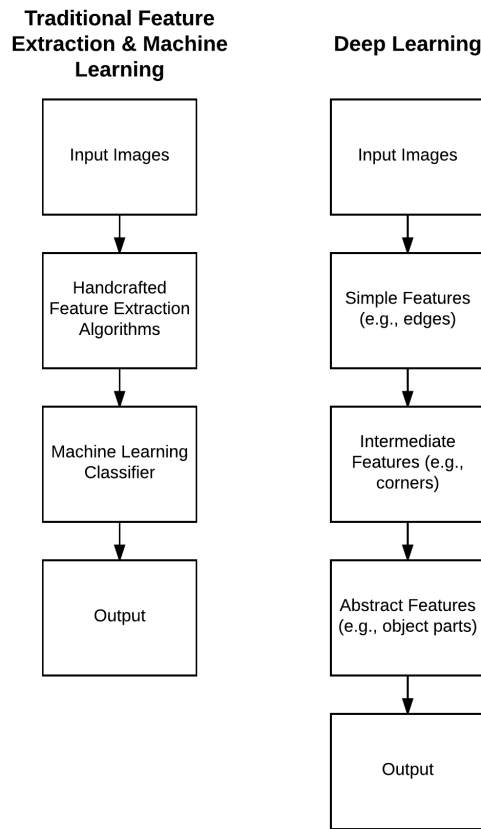 Traditional Feature
Extraction & Machine
Learning
Input Images
Handcrafted
Feature Extraction
Algorithms
Machine Learning
Classifier
Output
Deep Learning
Input Images
Simple Features
(e.g., edges)
Intermediate
Features (e.g.,
corners)
Abstract Features
(e.g., object parts)
Output